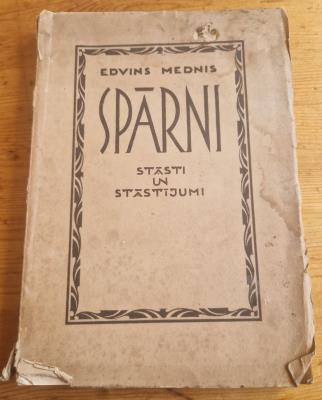 EDVINS MEDNIS
SPĀRNI
STĀSTI
UN
STĀSTĪJUMI